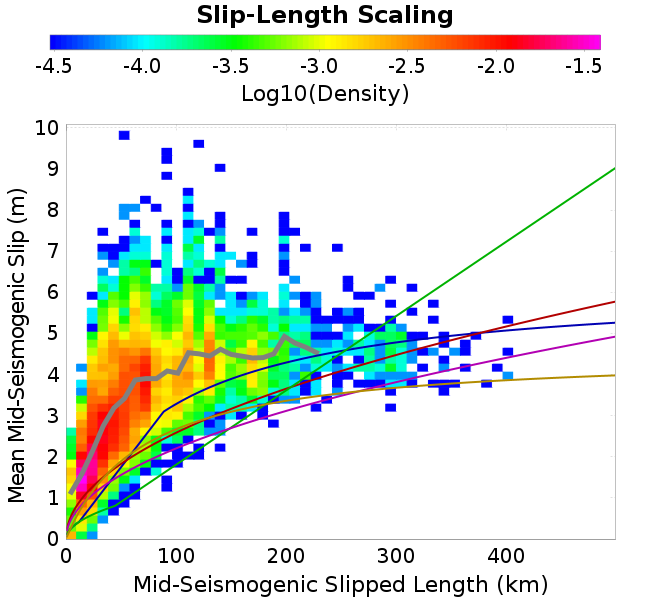 Slip-Length Scaling
-4.5 -4.0 -3.5 -3.0 -2.5 -2.0 -1.5
Log10(Density)
10
9
8
7
6
5
4
3
2
1
0
Mean Mid-Seismogenic Slip (m)
0 100 200 300 400
Mid-Seismogenic Slipped Length (km)